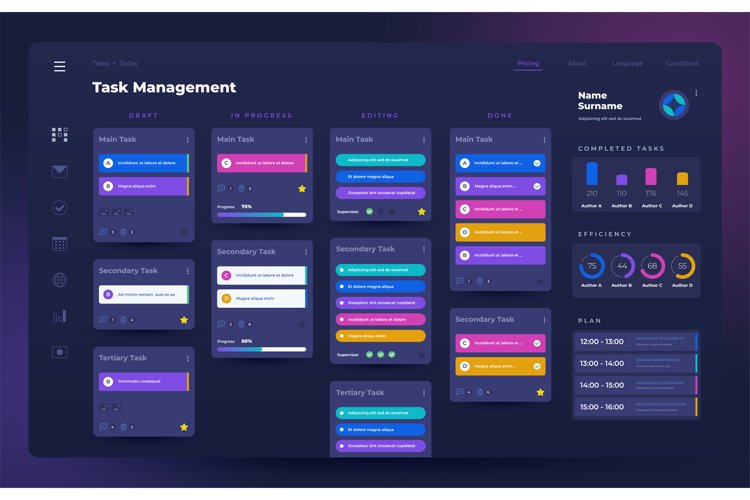 Tasks > Today
Pricing
About
Language
Conditions
Task Management
DRAFT
Main Task
A Incididunt ut labore et dolore
B Magna aliqua enim
3 2
Secondary Task
B Ad minim veniam quis ex ea
1 4
Tertiary Task
B Commodo consequat
4 2
IN PROGRESS
Main Task
C Incididunt ut labore et dolore
1 5
Progress 75%
Secondary Task
C Incididunt ut labore et dolore
D Magna aliqua enim
2 6
Progress 50%
EDITING
Main Task
Adipiscing elit sed do eiusmod
Et dolore magna aliqua
Excepteur sint occaecat cupidatat
Supervisor
Secondary Task
Adipiscing elit sed do eiusmod
Et dolore magna aliqua
Excepteur sint occaecat cupidatat
Incididunt ut labore et dolore
Magna aliqua enim
Supervisor
Tertiary Task
Adipiscing elit sed do eiusmod
Et dolore magna aliqua
Excepteur sint occaecat cupidatat
DONE
Main Task
A Incididunt ut labore et ...
B Magna aliqua enim ...
C Incididunt ut labore et ...
D Incididunt ut labore et ...
B Incididunt ut labore et ...
1 3
Secondary Task
C Incididunt ut labore et ...
D Magna aliqua enim ...
4 6
Name
Surname
Adipiscing elit sed do eiusmod
COMPLETED TASKS
210 110 176 145
Author A Author B Author C Author D
EFFICIENCY
75 44 68 55
Author A Author B Author C Author D
PLAN
12:00 - 13:00
13:00 - 14:00
14:00 - 15:00
15:00 - 16:00